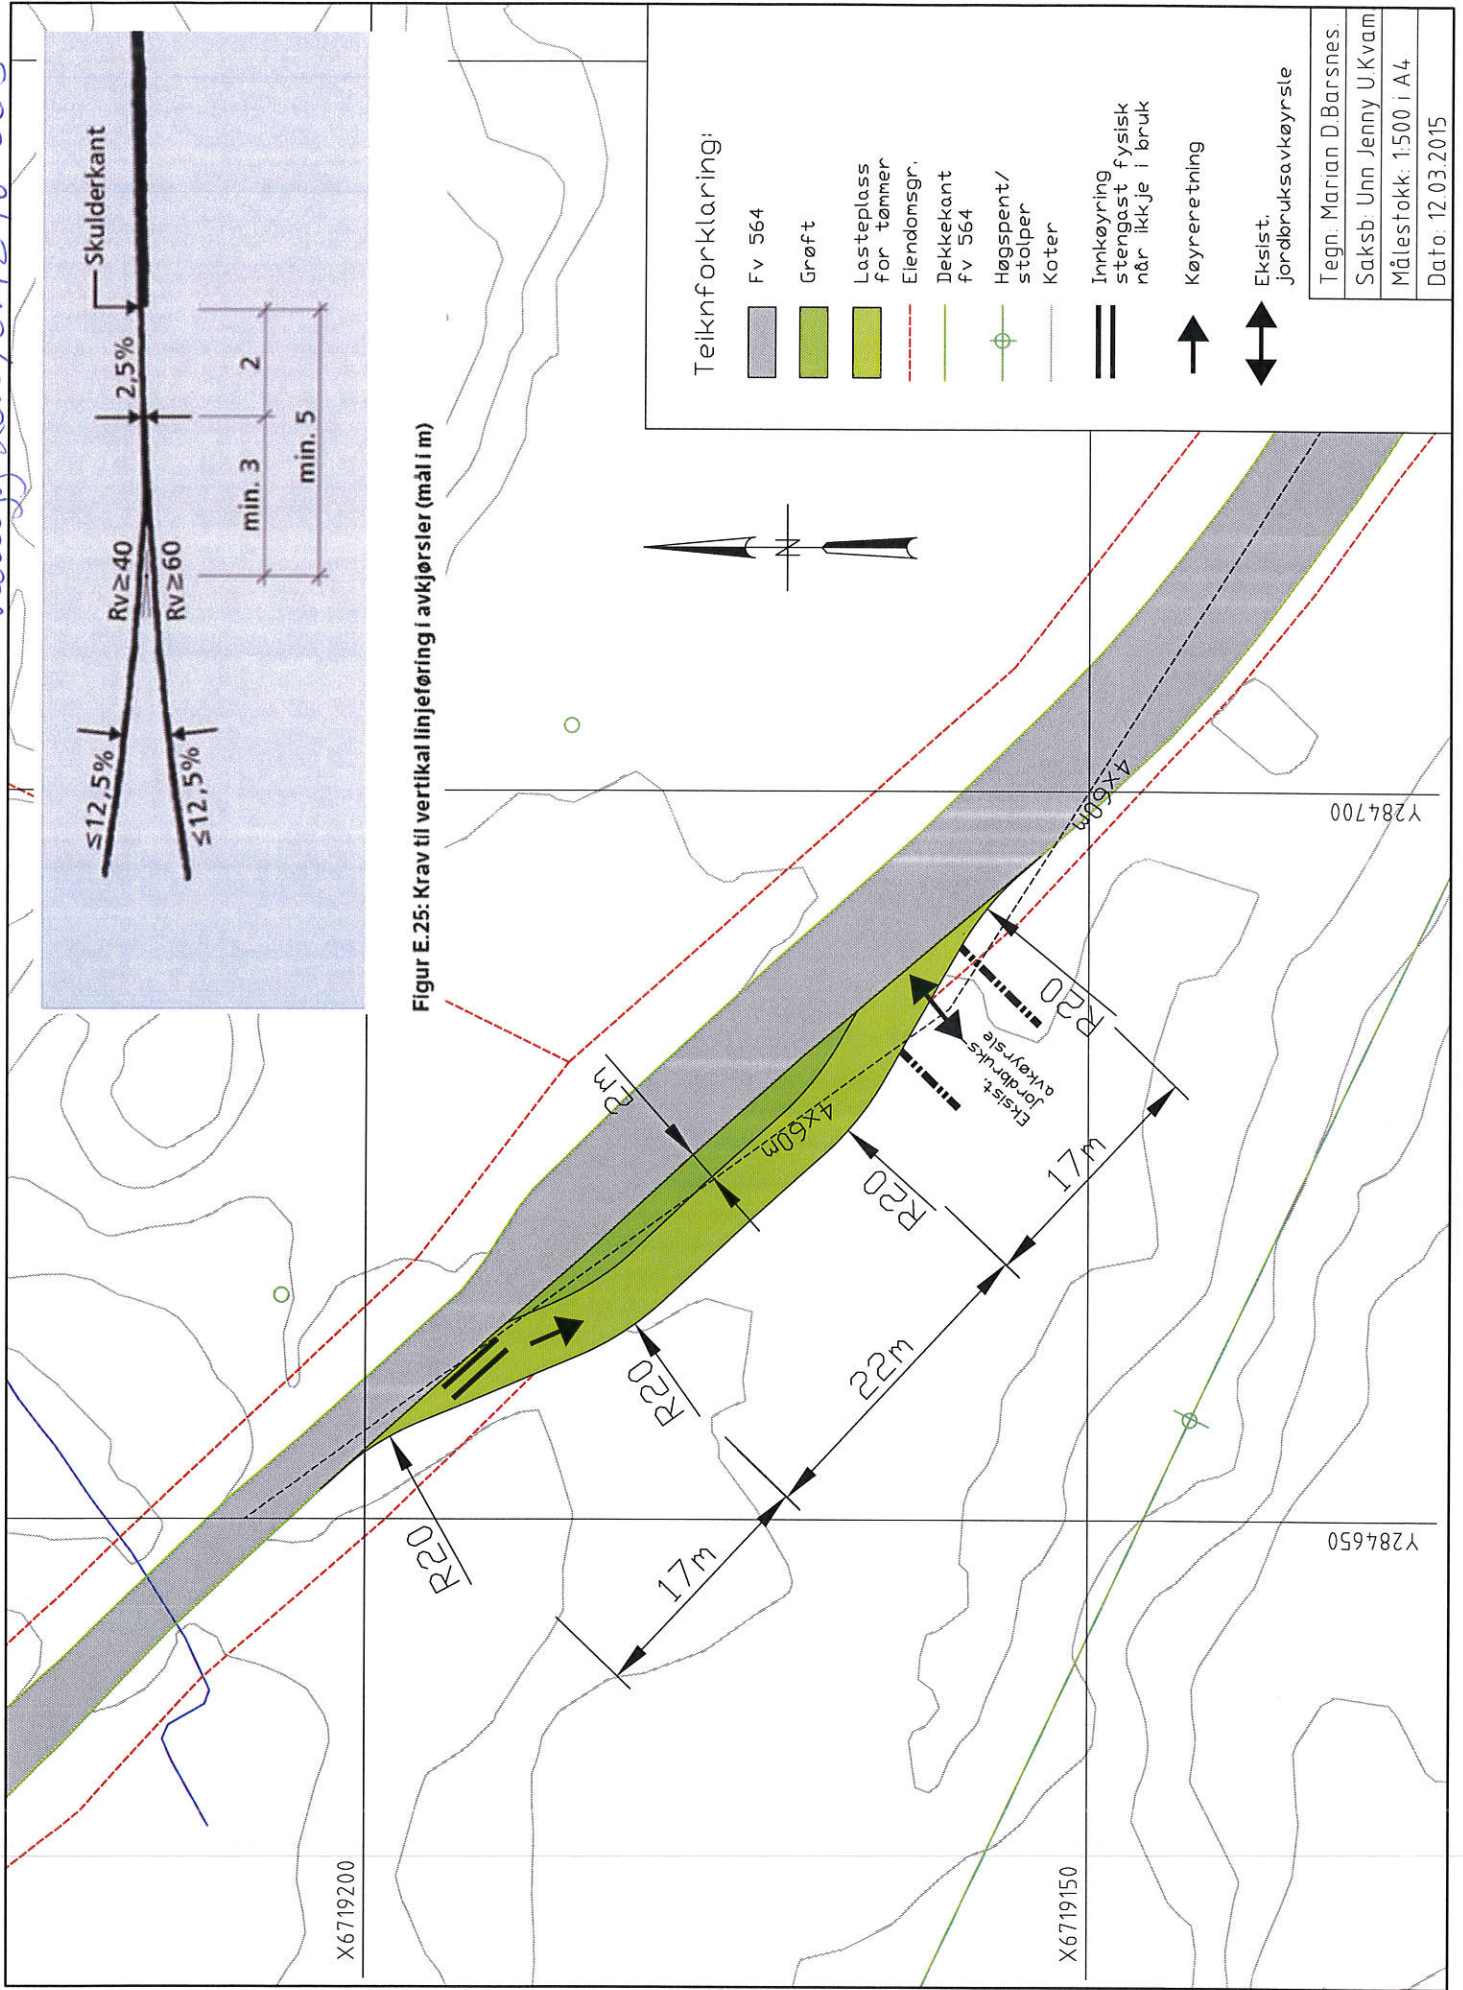 Skulderkant
≤12,5%
≤12,5%
Rv≥40
Rv≥60
2,5%
min. 3
2
min. 5
Figur E.25: Krav til vertikal linjeføring i avkjørsler (mål i m)
Teiknforklaring:
Fv 564
Grøft
Lasteplass
for tømmer
Eiendomsgr.
Dekkekant
fv 564
Høgspent/
stolper
Koter
Innkøyring
stengast fysisk
når ikkje i bruk
Køyreretning
Eksist.
jordbruksavkøyrsle
Tegn: Marian D.Barsnes.
Saksb: Unn Jenny U.Kvam
Målestokk: 1:500 i A4
Dato: 12.03.2015
N
X6719200
X6719150
Y284650
Y284700
R20
R20
R20
R20
17m
22m
17m
2m
4x60m
4x60m
Eksist.
jordbruks-
avkøyrsle